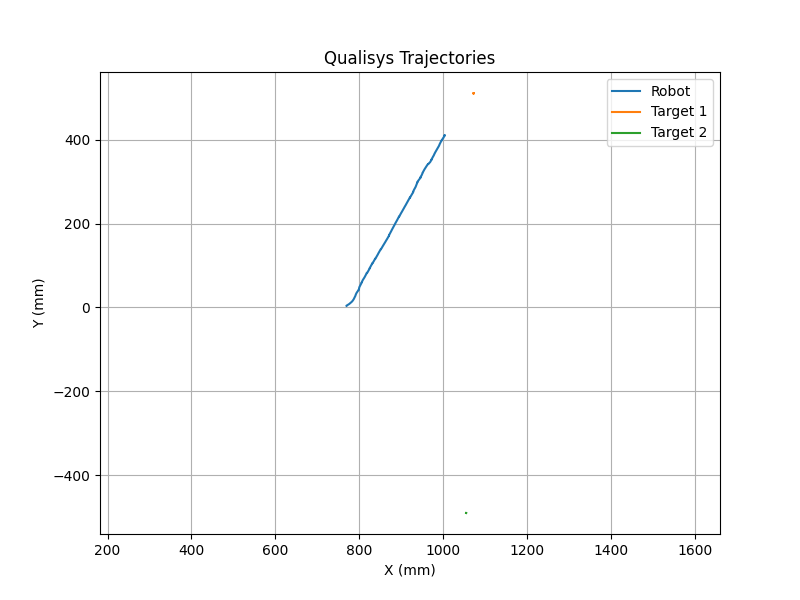 Qualisys Trajectories
Robot
Target 1
Target 2
400
200
0
−200
−400
Y (mm)
200 400 600 800 1000 1200 1400 1600
X (mm)